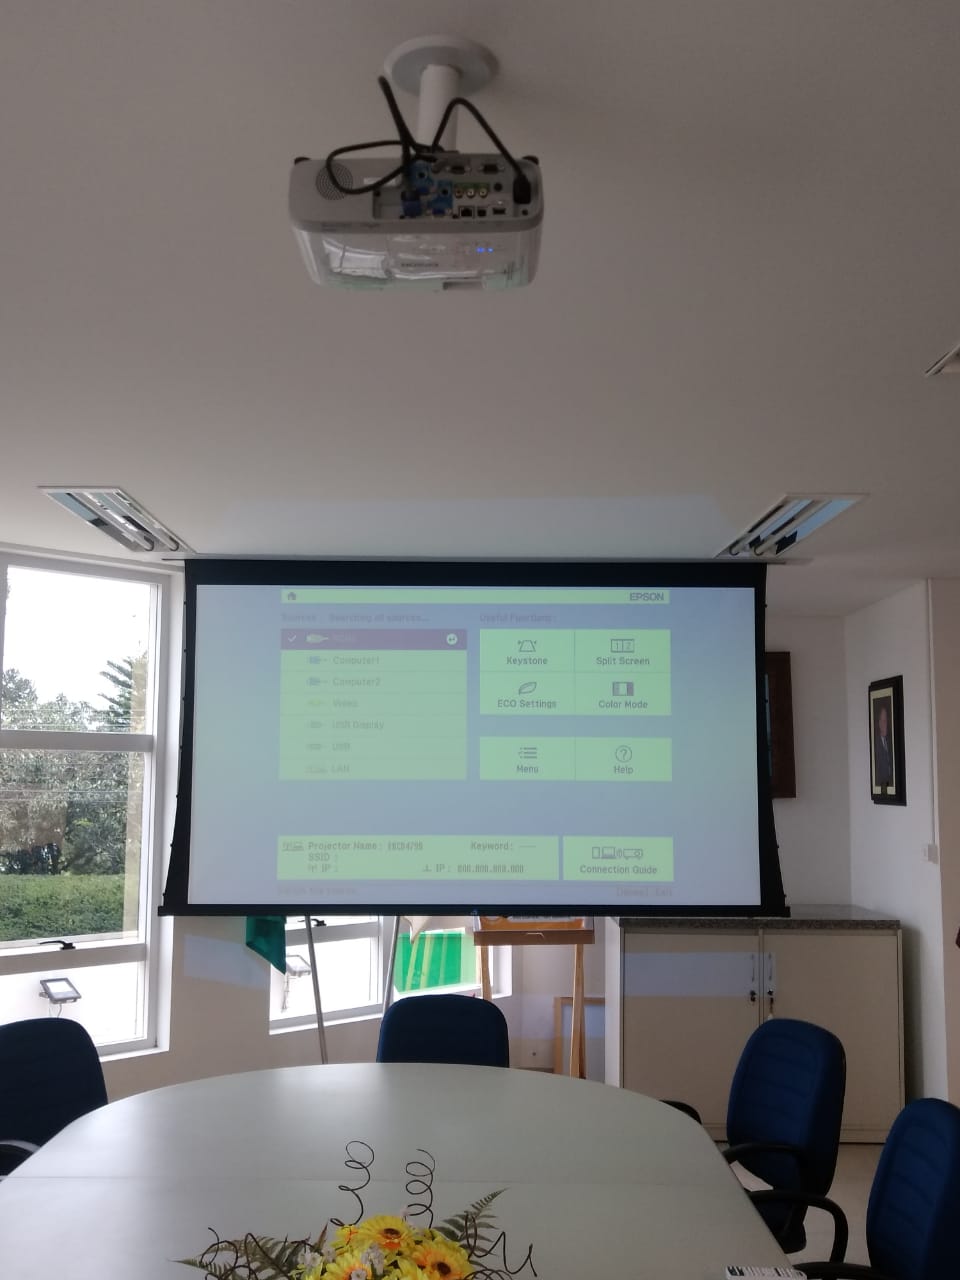 EPSON
Sources : Searching all sources...
Useful Functions :
Computer1
Computer2
Video
USB Display
USB
LAN
Keystone
Split Screen
ECO Settings
Color Mode
Menu
Help
Projector Name :
Keyword :
SSID :
IP :
IP : 000.000.000.000
Connection Guide